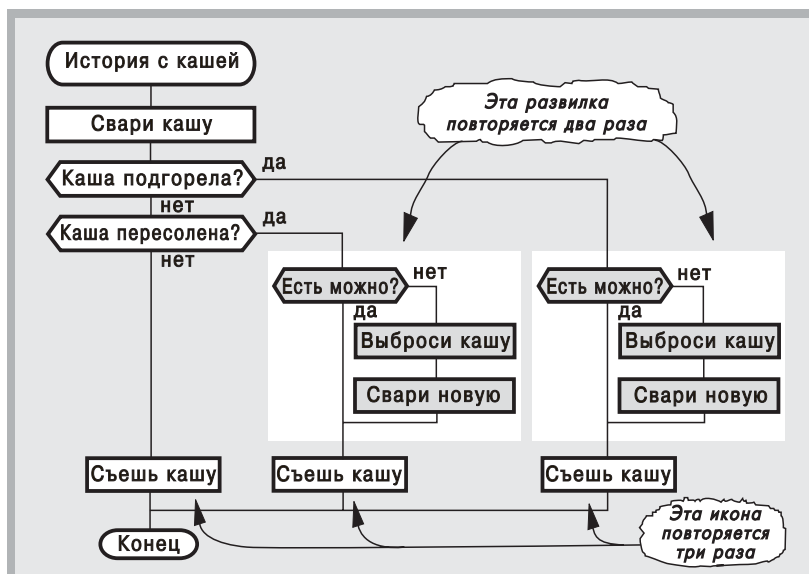 История с кашей
Свари кашу
Каша подгорела?
да
нет
Каша пересолена?
да
нет
Эта развилка
повторяется два раза
Есть можно?
нет
да
Выброси кашу
Свари новую
Есть можно?
нет
да
Выброси кашу
Свари новую
Съешь кашу
Съешь кашу
Съешь кашу
Конец
Эта икона
повторяется
три раза